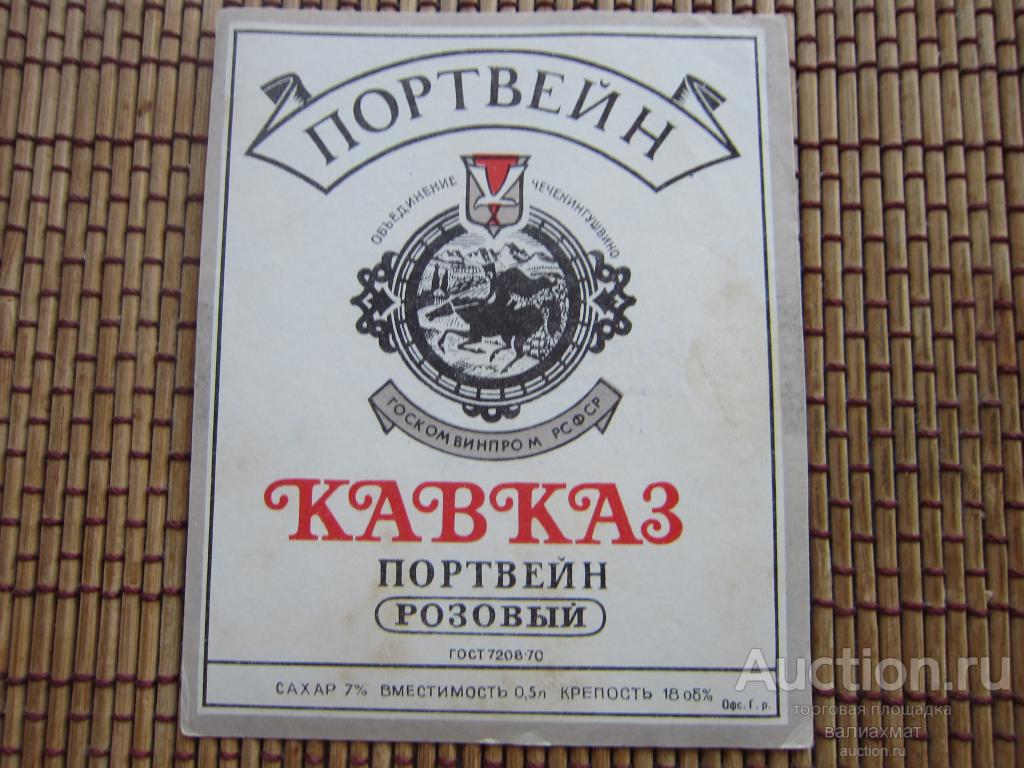 ПОРТВЕЙН
ОБЪЕДИНЕНИЕ ЧЕЧЕНИНГУШВИНО
ГОСКОМВИНПРОМ РСФСР
КАВКАЗ
ПОРТВЕЙН
РОЗОВЫЙ
ГОСТ 7208-70
САХАР 7% ВМЕСТИМОСТЬ 0,5л КРЕПОСТЬ 18 об%
Офс. Г. р.
Auction.ru
торговая площадка
валиахмат
auction.ru